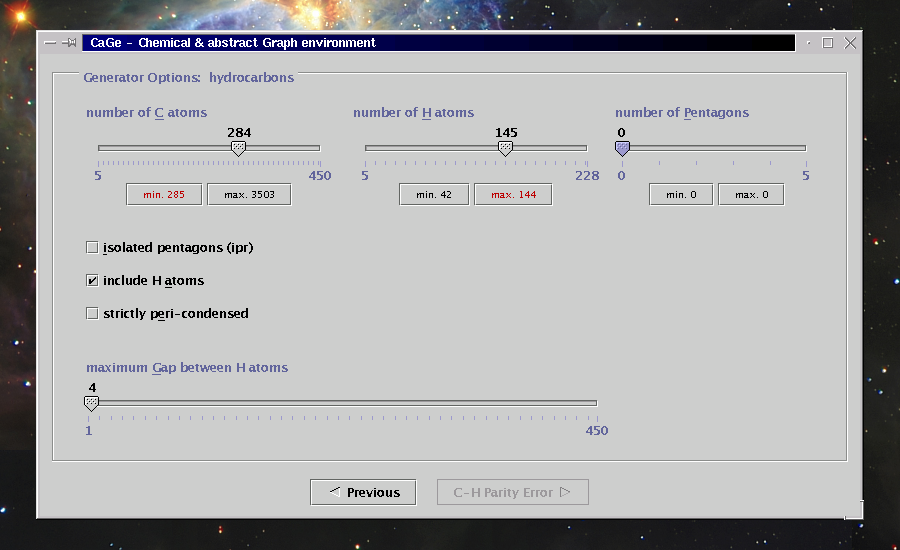 CaGe - Chemical & abstract Graph environment
Generator Options: hydrocarbons
number of C atoms
number of H atoms
number of Pentagons
284
145
0
5
450
5
228
0
5
min. 285
max. 3503
min. 42
max. 144
min. 0
max. 0
isolated pentagons (ipr)
include H atoms
strictly peri-condensed
maximum Gap between H atoms
4
1
450
Previous
C-H Parity Error